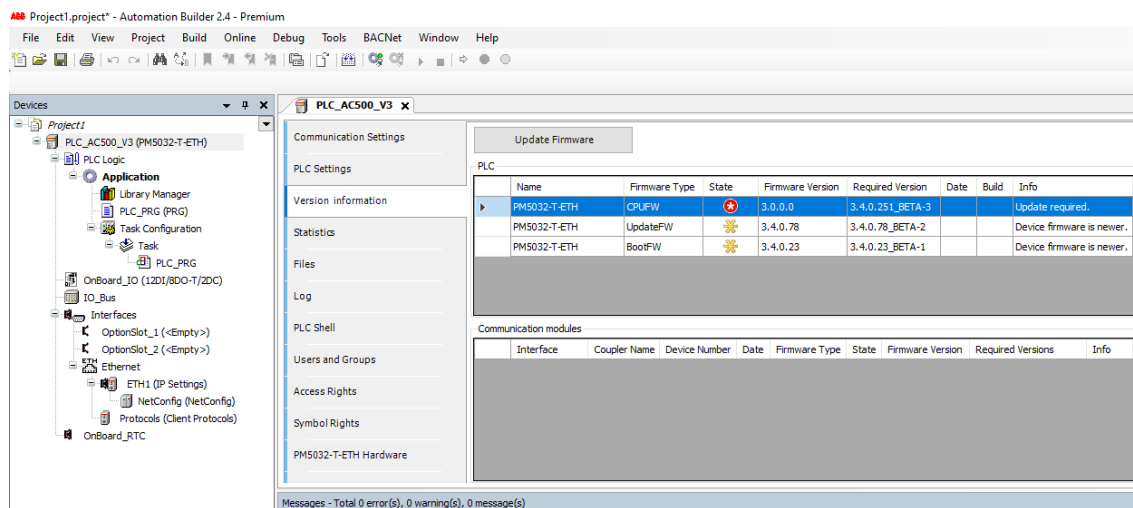 ABB Project1.project* - Automation Builder 2.4 - Premium
File Edit View Project Build Online Debug Tools BACNet Window Help
Devices
Project1
PLC_AC500_V3 (PM5032-T-ETH)
PLC Logic
Application
Library Manager
PLC_PRG (PRG)
Task Configuration
Task
PLC_PRG
OnBoard_IO (12DI/8DO-T/2DC)
IO_Bus
Interfaces
OptionSlot_1 (<Empty>)
OptionSlot_2 (<Empty>)
ETH Ethernet
ETH1 (IP Settings)
NetConfig (NetConfig)
Protocols (Client Protocols)
OnBoard_RTC
PLC_AC500_V3
Communication Settings
PLC Settings
Version information
Statistics
Files
Log
PLC Shell
Users and Groups
Access Rights
Symbol Rights
PM5032-T-ETH Hardware
Update Firmware
PLC
Name Firmware Type State Firmware Version Required Version Date Build Info
PM5032-T-ETH CPUFW 3.0.0.0 3.4.0.251_BETA-3 Update required.
PM5032-T-ETH UpdateFW 3.4.0.78 3.4.0.78_BETA-2 Device firmware is newer.
PM5032-T-ETH BootFW 3.4.0.23 3.4.0.23_BETA-1 Device firmware is newer.
Communication modules
Interface Coupler Name Device Number Date Firmware Type State Firmware Version Required Versions Info
Messages - Total 0 error(s), 0 warning(s), 0 message(s)